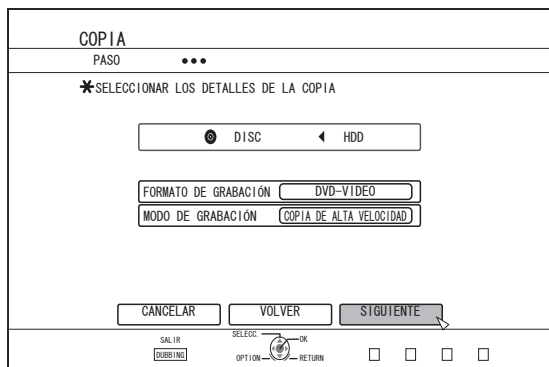 COPIA
PASO
SELECCIONAR LOS DETALLES DE LA COPIA
DISC HDD
FORMATO DE GRABACIÓN DVD-VIDEO
MODO DE GRABACIÓN COPIA DE ALTA VELOCIDAD
CANCELAR VOLVER SIGUIENTE
SALIR SELECC. OK
DUBBING OPTION RETURN